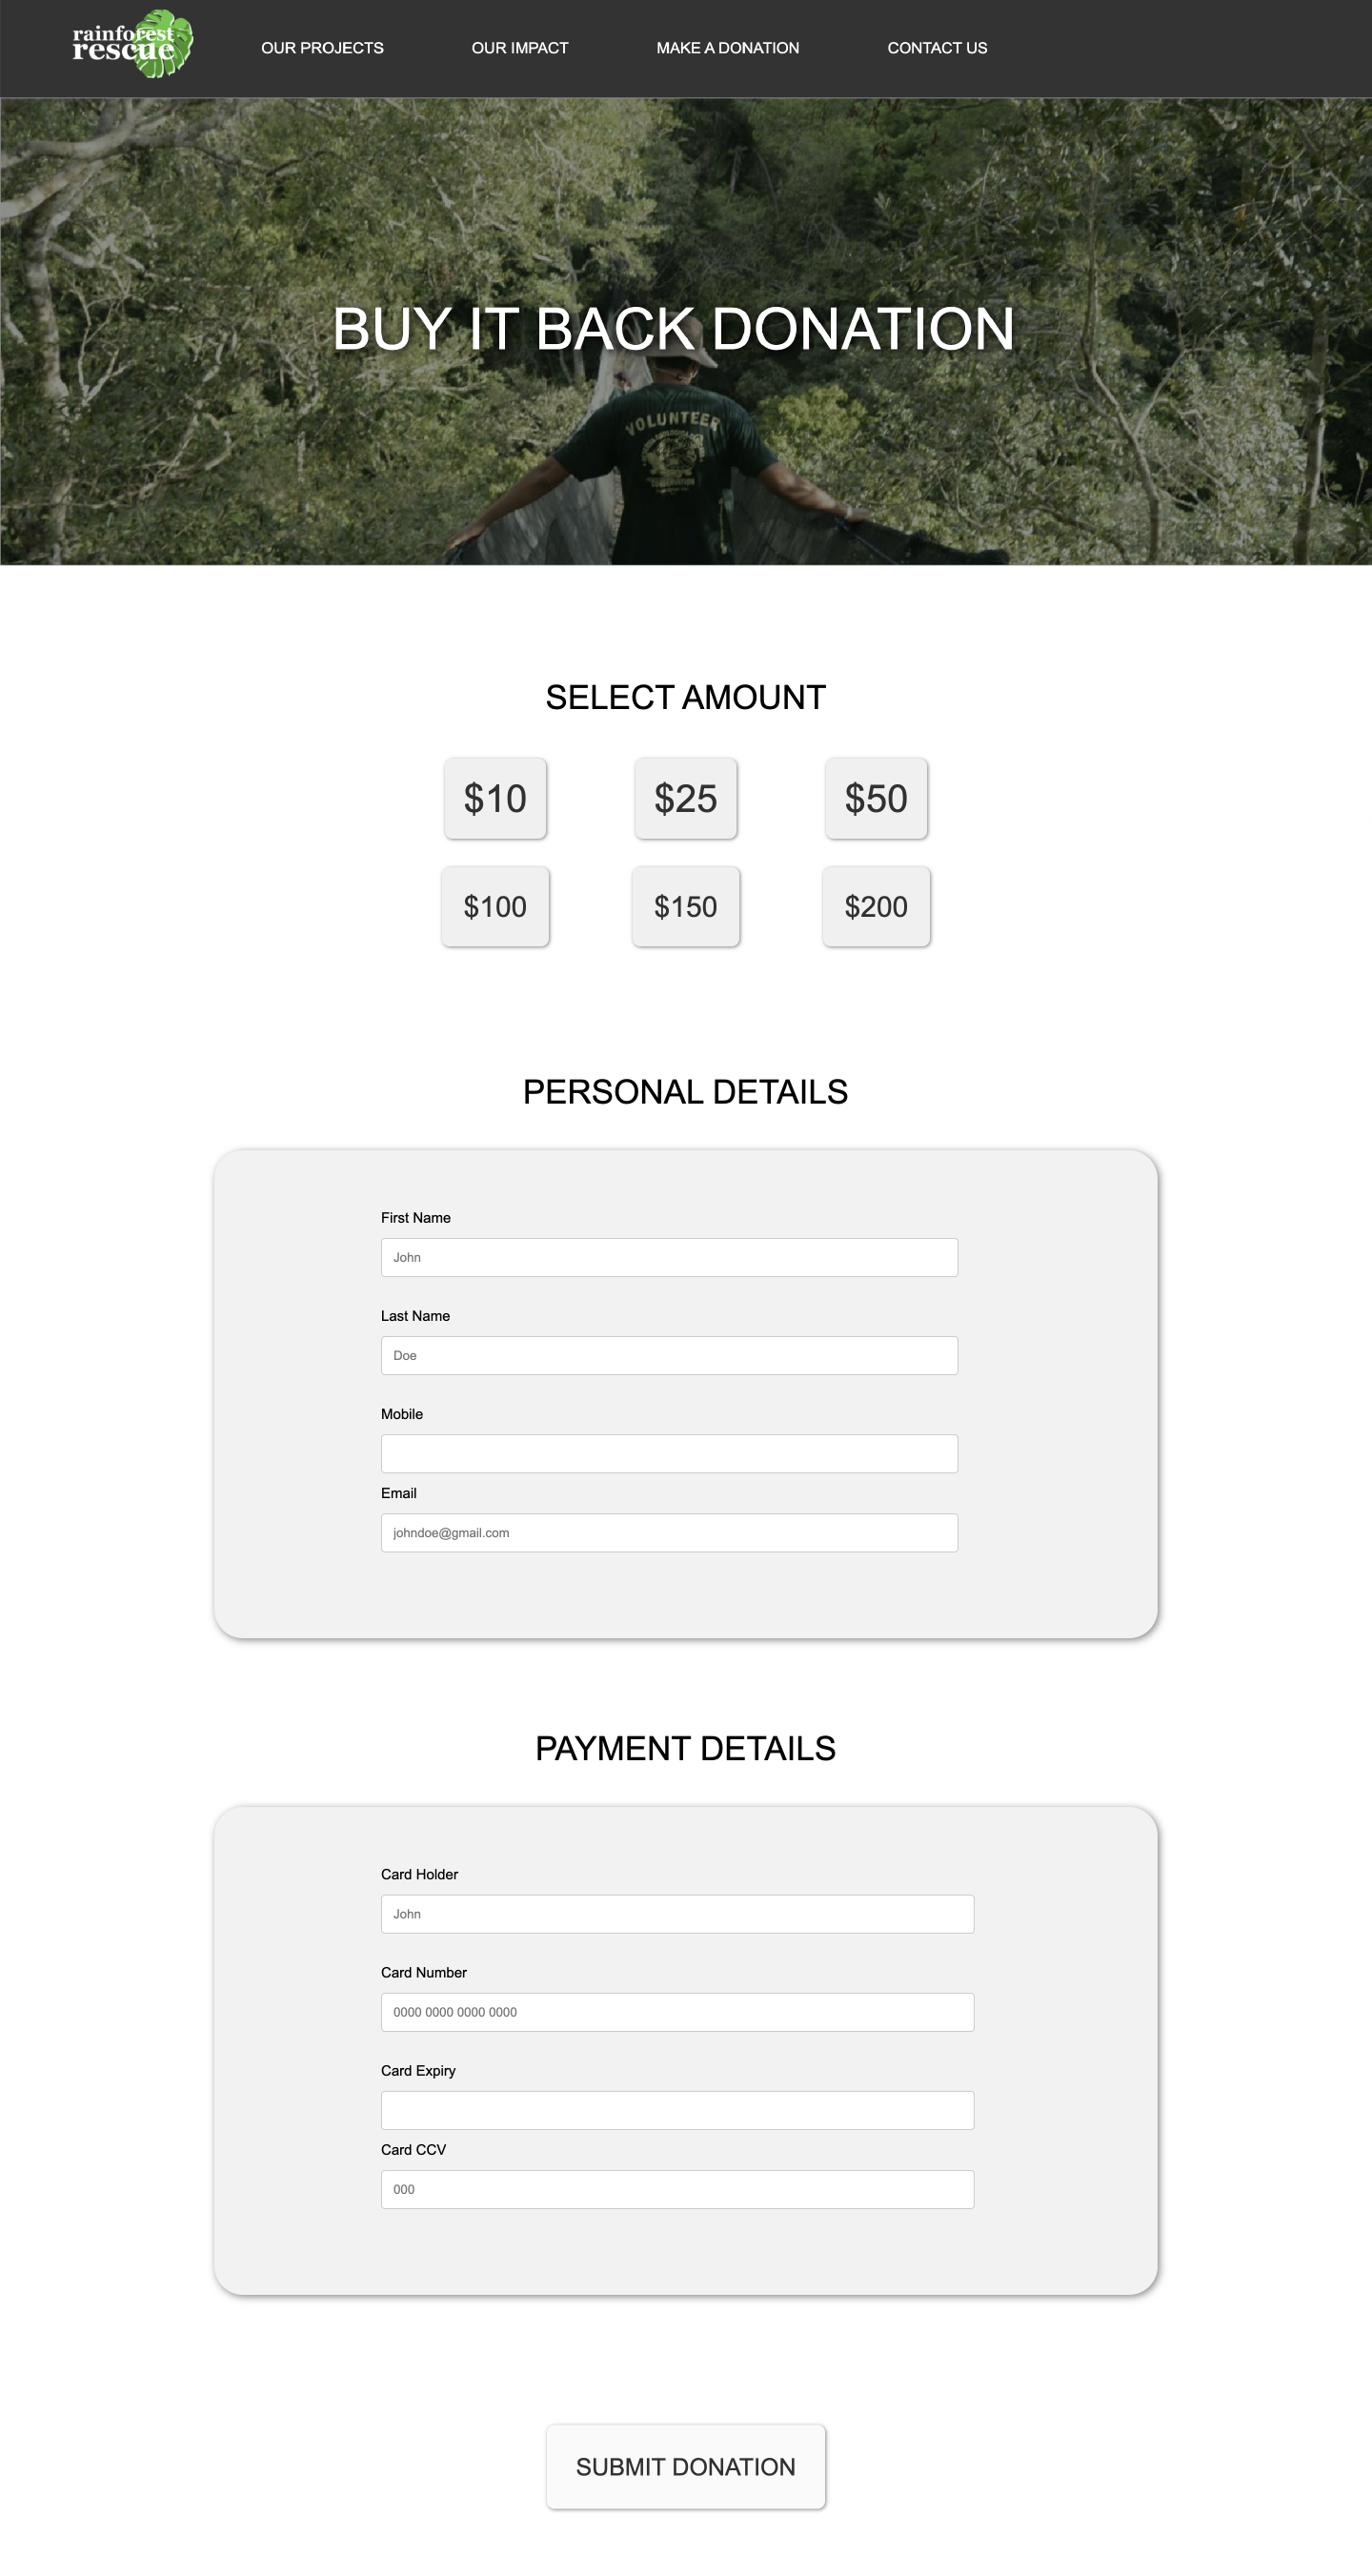 rainforest
rescue
OUR PROJECTS
OUR IMPACT
MAKE A DONATION
CONTACT US
BUY IT BACK DONATION
VOLUNTEER
CONSERVATION
SELECT AMOUNT
$10
$25
$50
$100
$150
$200
PERSONAL DETAILS
First Name
John
Last Name
Doe
Mobile
Email
johndoe@gmail.com
PAYMENT DETAILS
Card Holder
John
Card Number
0000 0000 0000 0000
Card Expiry
Card CCV
000
SUBMIT DONATION